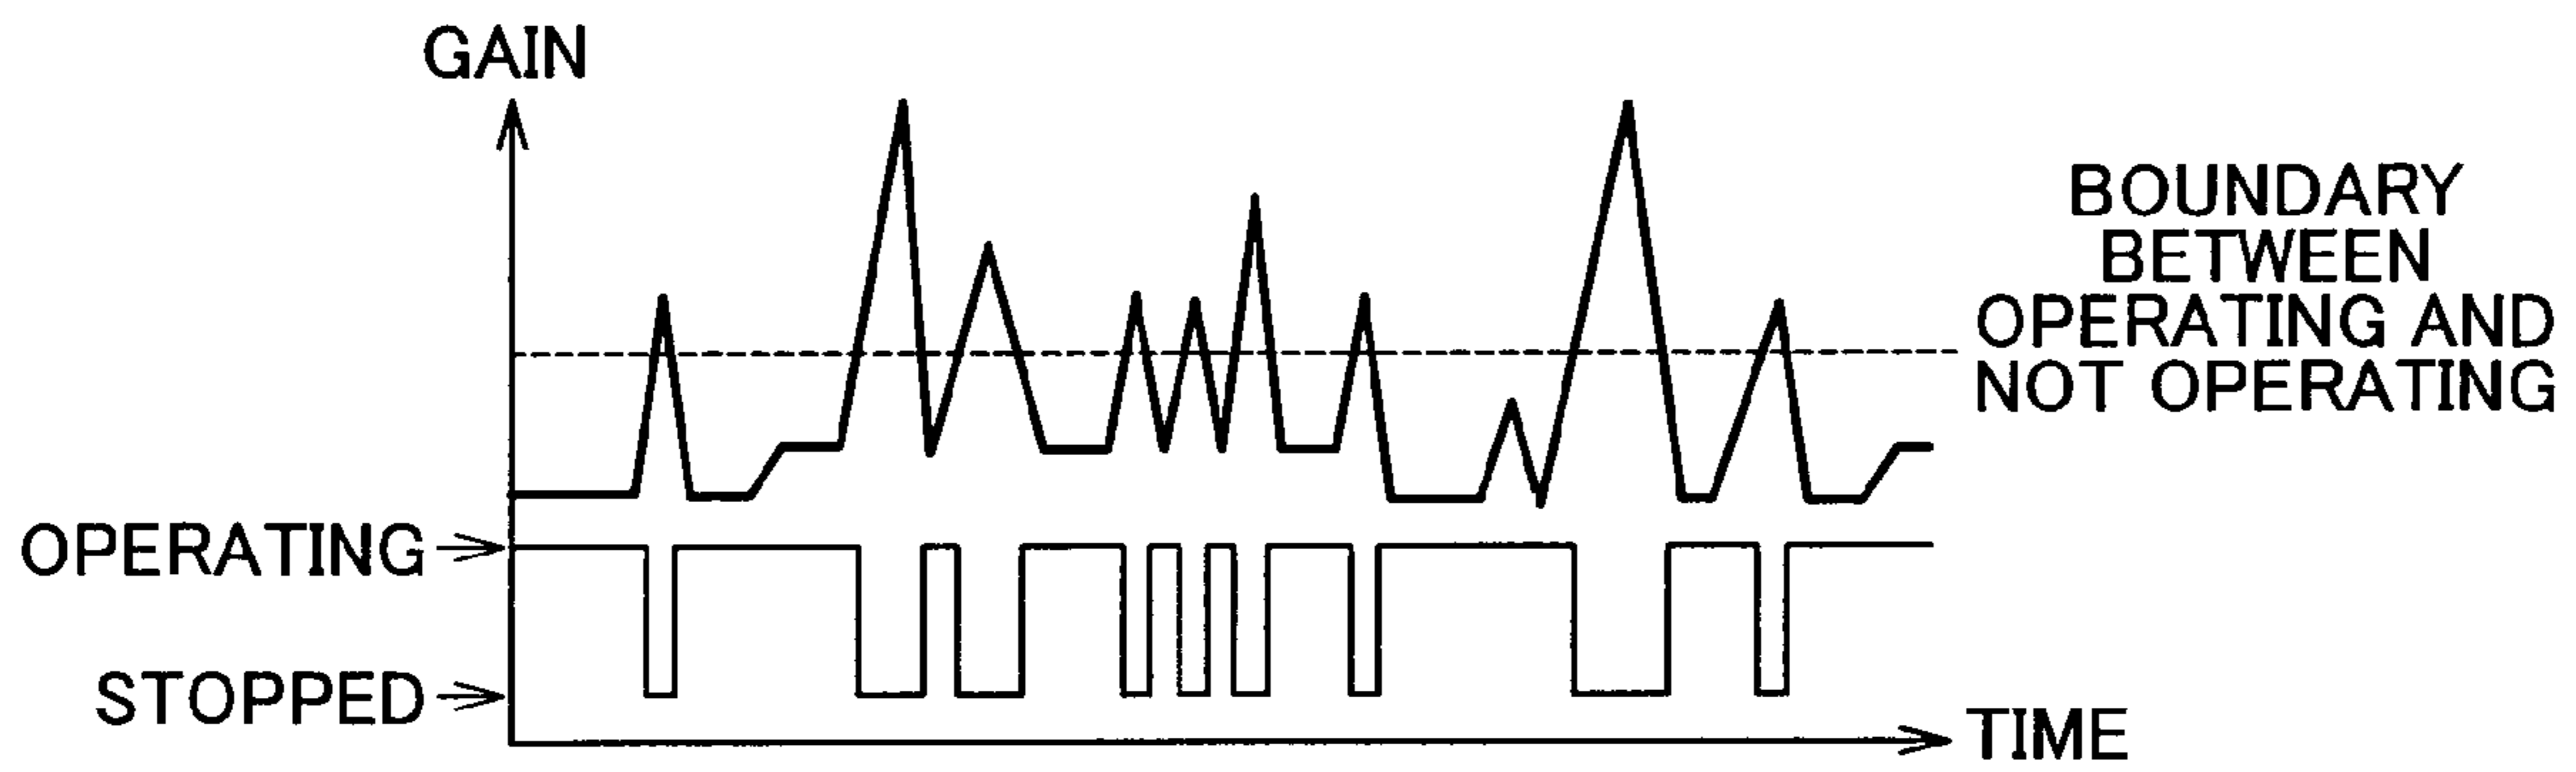 GAIN
BOUNDARY
BETWEEN
OPERATING AND
NOT OPERATING
OPERATING
STOPPED
TIME